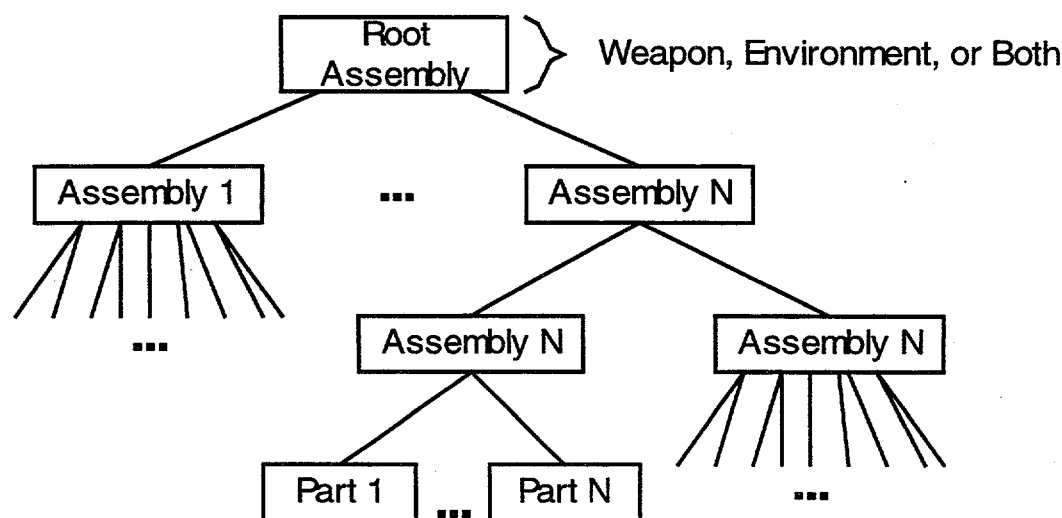 Root
Assembly
Weapon, Environment, or Both
Assembly 1
...
Assembly N
...
Assembly N
Assembly N
Part 1
...
Part N
...